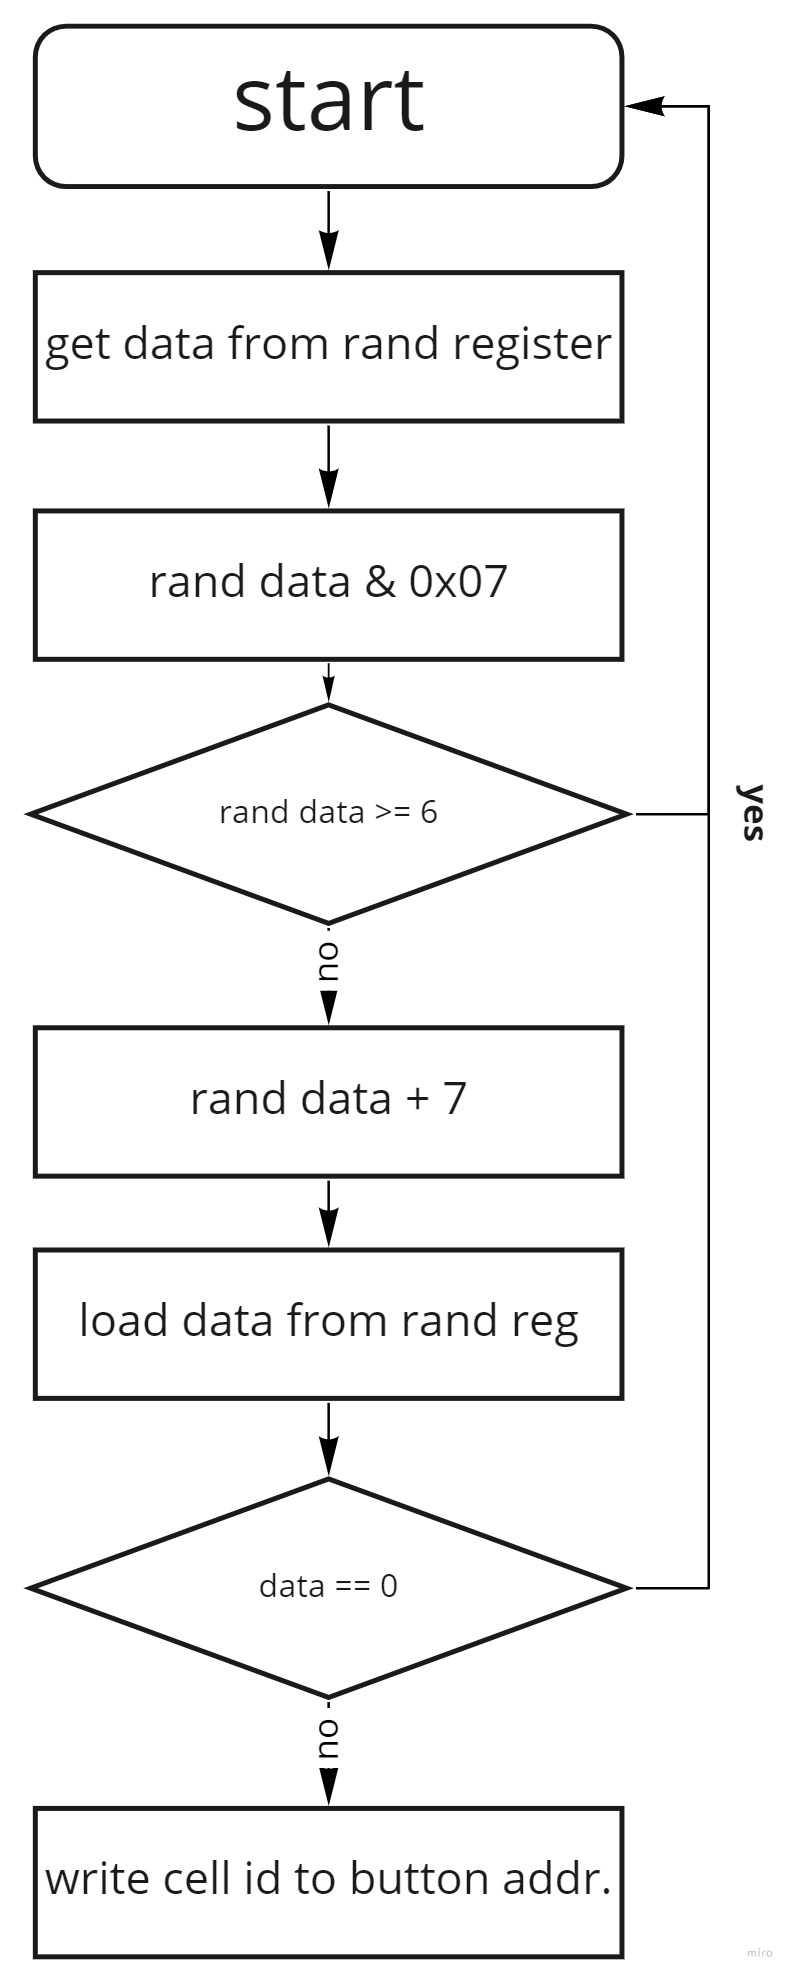 start
get data from rand register
rand data & 0x07
rand data >= 6
yes
no
rand data + 7
load data from rand reg
data == 0
no
write cell id to button addr.
miro